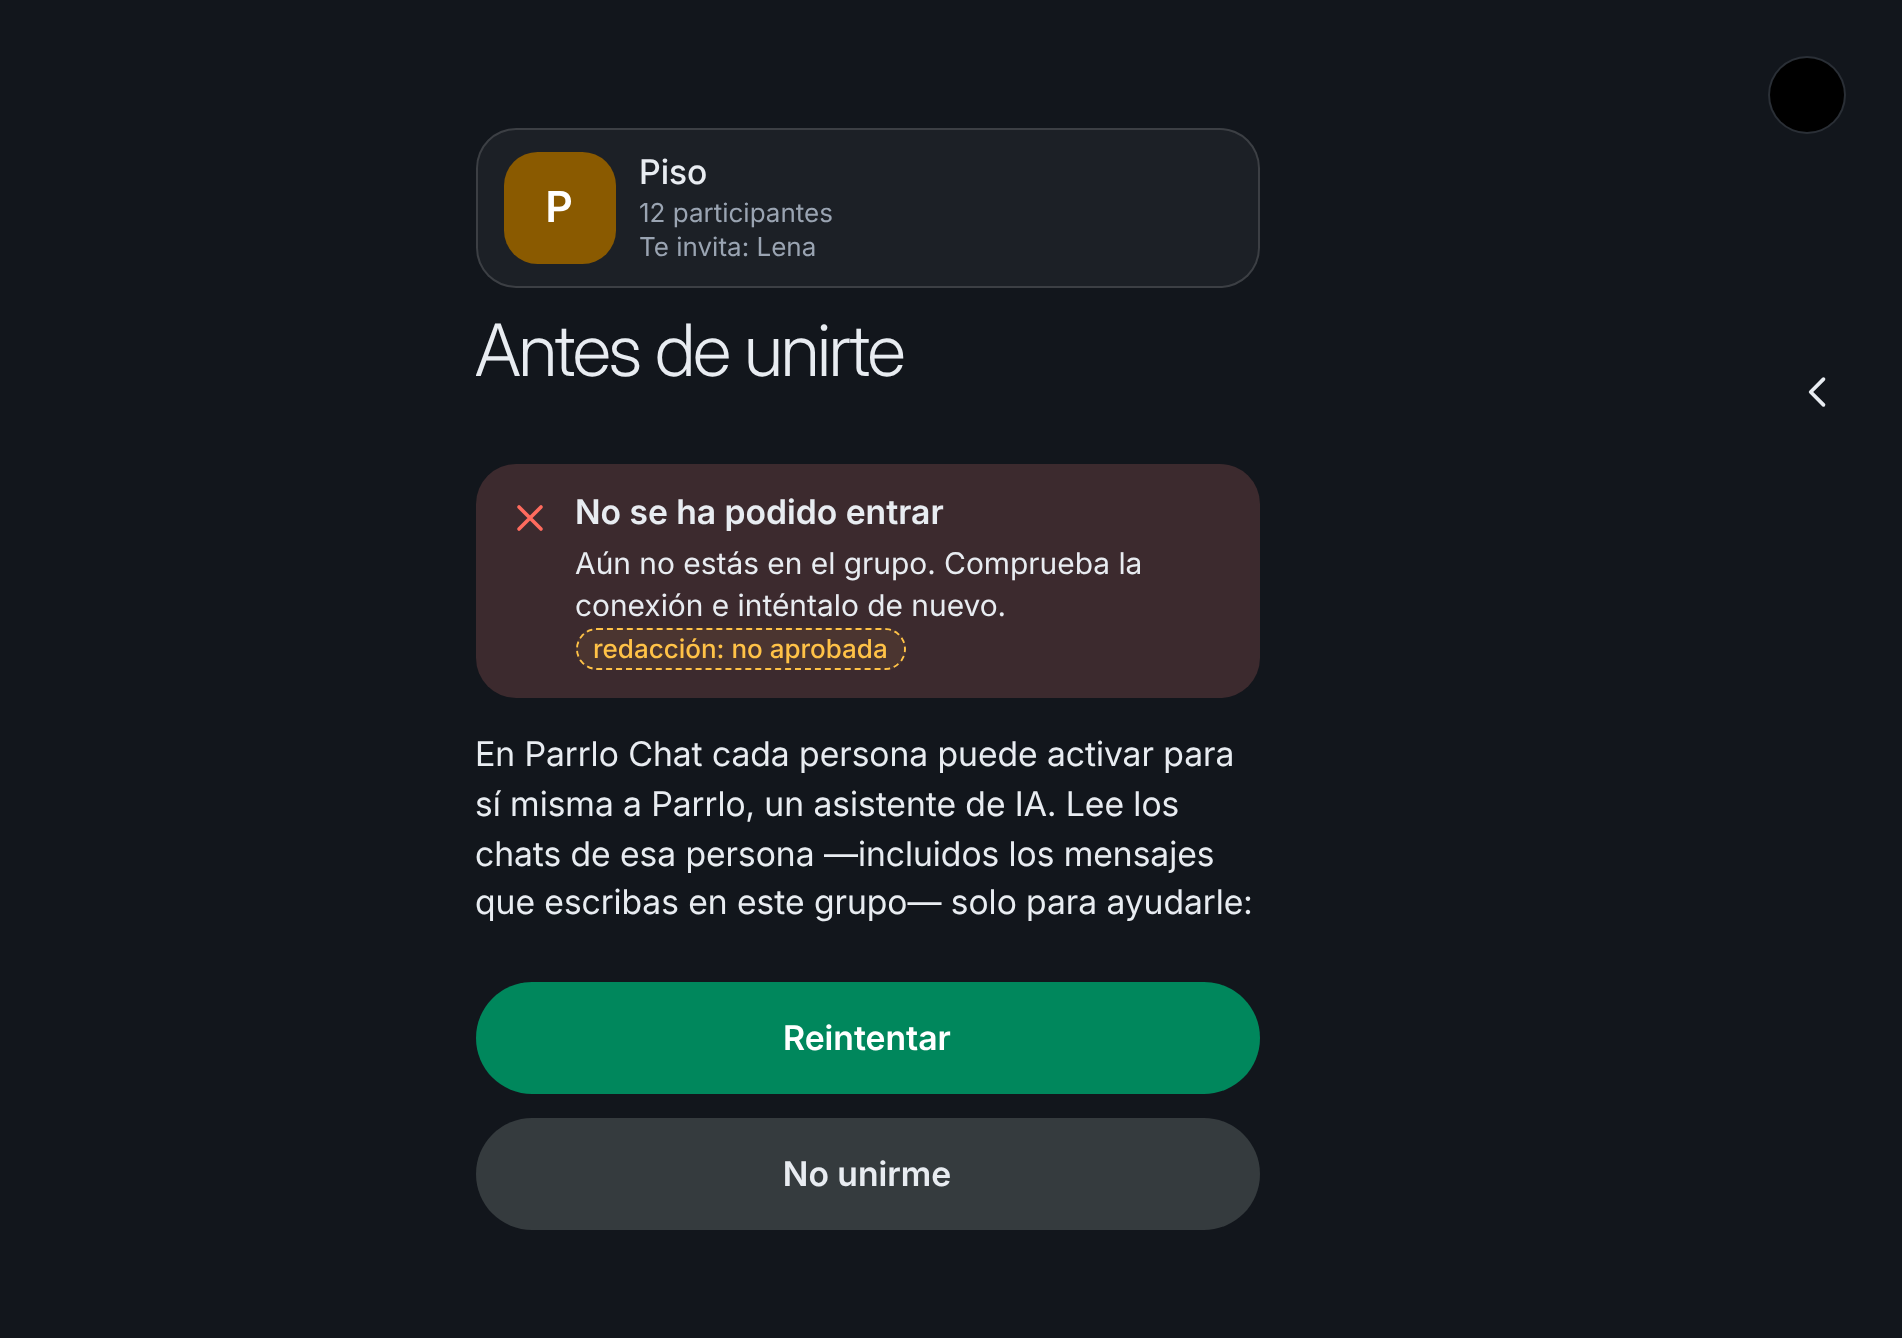 P
Piso
12 participantes
Te invita: Lena
Antes de unirte
No se ha podido entrar
Aún no estás en el grupo. Comprueba la
conexión e inténtalo de nuevo.
redacción: no aprobada
En Parrlo Chat cada persona puede activar para
sí misma a Parrlo, un asistente de IA. Lee los
chats de esa persona —incluidos los mensajes
que escribas en este grupo— solo para ayudarle:
Reintentar
No unirme